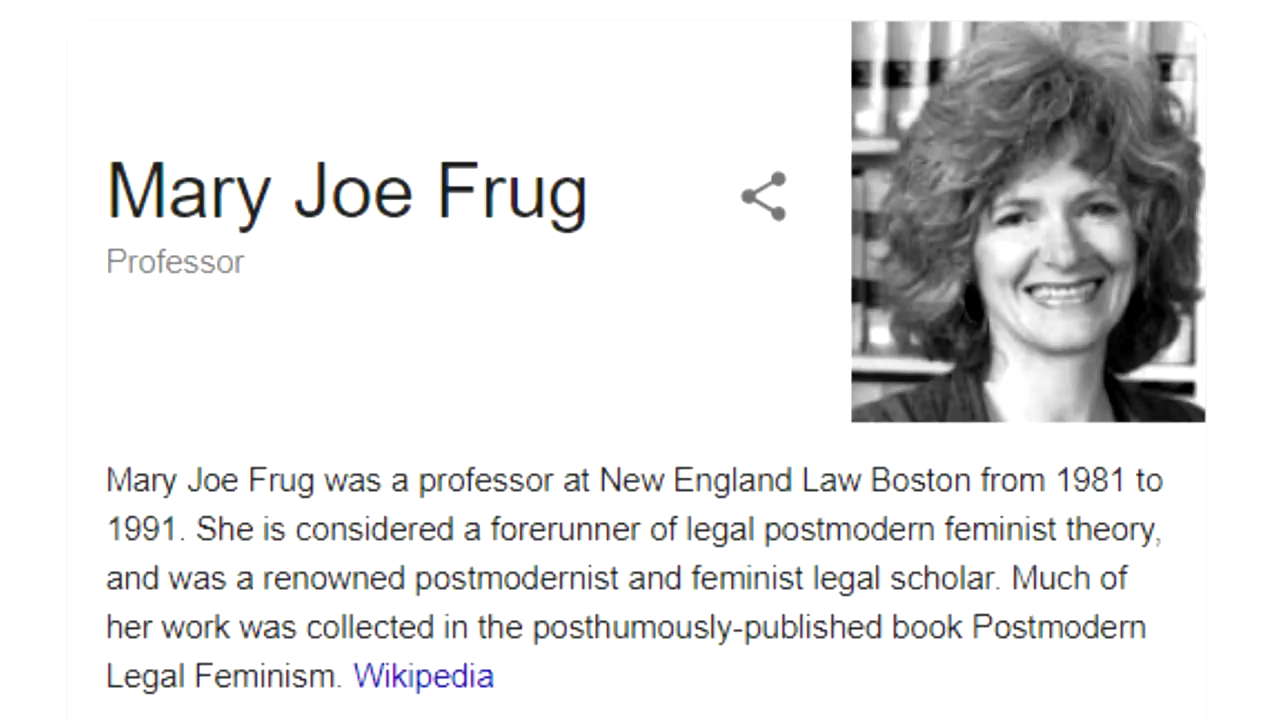 Mary Joe Frug
Professor
Mary Joe Frug was a professor at New England Law Boston from 1981 to
1991. She is considered a forerunner of legal postmodern feminist theory,
and was a renowned postmodernist and feminist legal scholar. Much of
her work was collected in the posthumously-published book Postmodern
Legal Feminism. Wikipedia